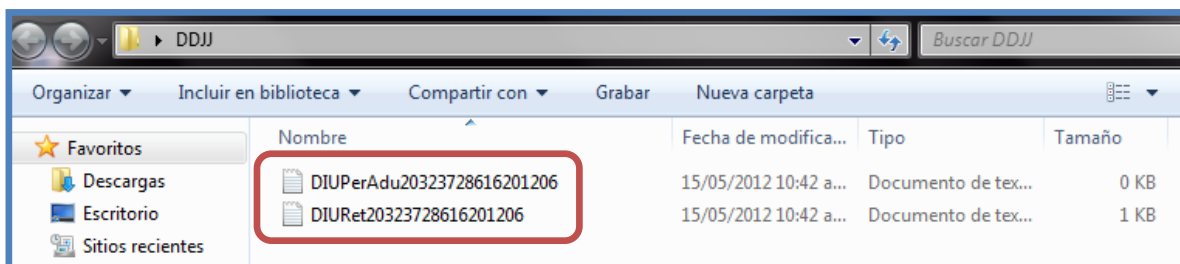 DDJJ Buscar DDJJ
Organizar Incluir en biblioteca Compartir con Grabar Nueva carpeta
Favoritos Nombre Fecha de modifica... Tipo Tamaño
Descargas DIUPerAdu20323728616201206 15/05/2012 10:42 a... Documento de tex... 0 KB
Escritorio DIURet20323728616201206 15/05/2012 10:42 a... Documento de tex... 1 KB
Sitios recientes